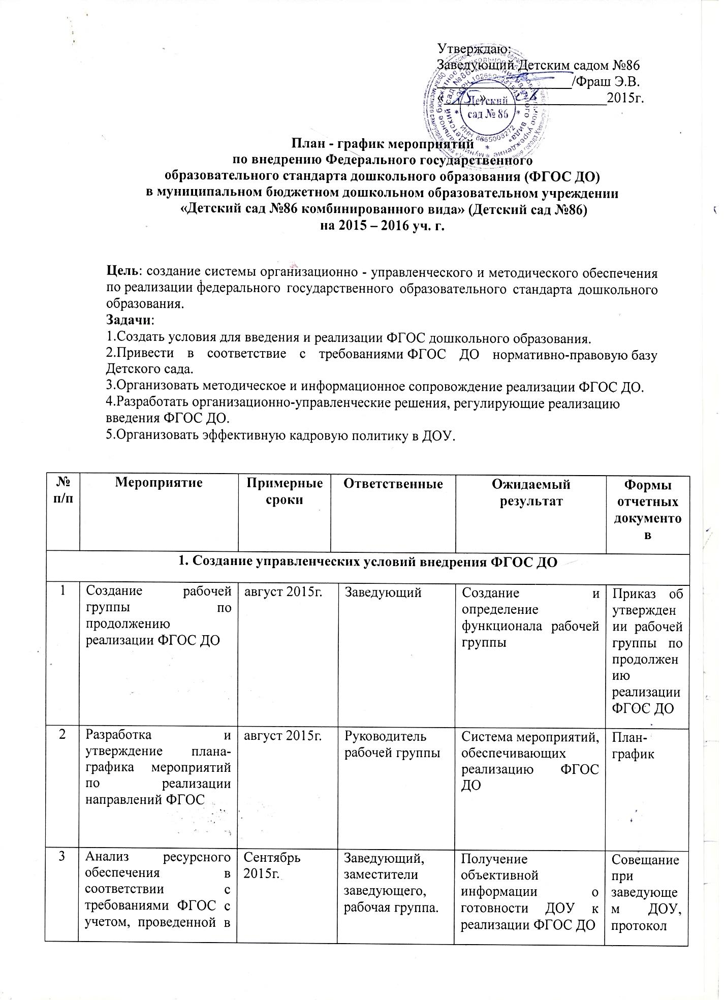 Утверждаю:
Заведующий Детским садом №86
/Фраш Э.В.
« » 2015г.
Детский
сад № 86
ИНН 6665008272
План - график мероприятий
по внедрению Федерального государственного
образовательного стандарта дошкольного образования (ФГОС ДО)
в муниципальном бюджетном дошкольном образовательном учреждении
«Детский сад №86 комбинированного вида» (Детский сад №86)
на 2015 – 2016 уч. г.
Цель: создание системы организационно - управленческого и методического обеспечения
по реализации федерального государственного образовательного стандарта дошкольного
образования.
Задачи:
1.Создать условия для введения и реализации ФГОС дошкольного образования.
2.Привести в соответствие с требованиями ФГОС ДО нормативно-правовую базу
Детского сада.
3.Организовать методическое и информационное сопровождение реализации ФГОС ДО.
4.Разработать организационно-управленческие решения, регулирующие реализацию
введения ФГОС ДО.
5.Организовать эффективную кадровую политику в ДОУ.
№
п/п
Мероприятие
Примерные
сроки
Ответственные
Ожидаемый
результат
Формы
отчетных
документо
в
1. Создание управленческих условий внедрения ФГОС ДО
1
Создание рабочей
группы по
продолжению
реализации ФГОС ДО
август 2015г.
Заведующий
Создание и
определение
функционала рабочей
группы
Приказ об
утвержден
ии рабочей
группы по
продолжен
ию
реализации
ФГОС ДО
2
Разработка и
утверждение плана-
графика мероприятий
по реализации
направлений ФГОС
август 2015г.
Руководитель
рабочей группы
Система мероприятий,
обеспечивающих
реализацию ФГОС
ДО
План-
график
3
Анализ ресурсного
обеспечения в
соответствии с
требованиями ФГОС с
учетом, проведенной в
Сентябрь
2015г.
Заведующий,
заместители
заведующего,
рабочая группа.
Получение
объективной
информации о
готовности ДОУ к
реализации ФГОС ДО
Совещание
при
заведующе
м ДОУ,
протокол